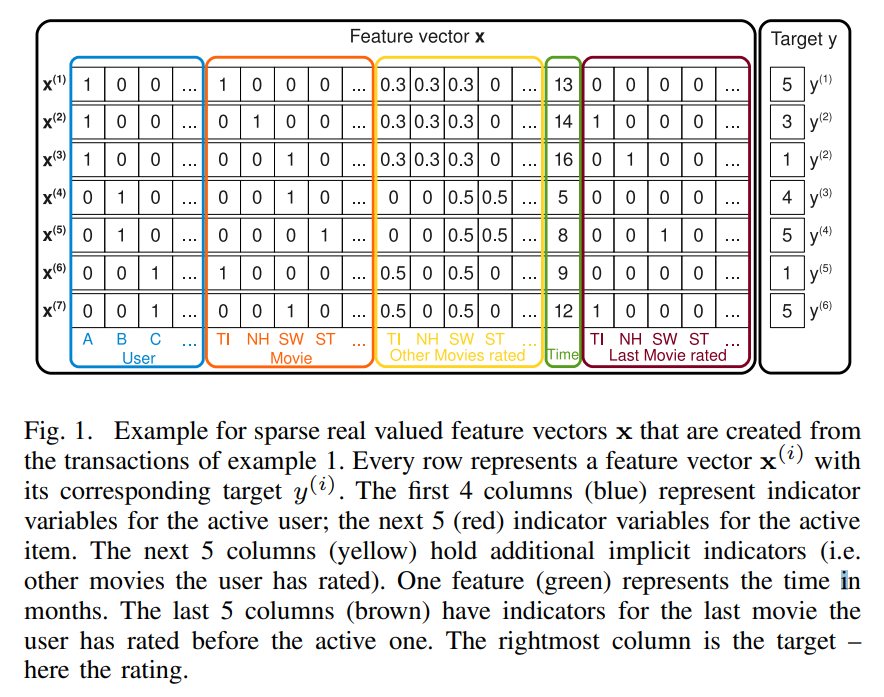 Feature vector x
Target y
x(1) 1 0 0 ... 1 0 0 0 ... 0.3 0.3 0.3 0 ... 13 0 0 0 0 ... 5 y(1)
x(2) 1 0 0 ... 0 1 0 0 ... 0.3 0.3 0.3 0 ... 14 1 0 0 0 ... 3 y(2)
x(3) 1 0 0 ... 0 0 1 0 ... 0.3 0.3 0.3 0 ... 16 0 1 0 0 ... 1 y(2)
x(4) 0 1 0 ... 0 0 1 0 ... 0 0 0.5 0.5 ... 5 0 0 0 0 ... 4 y(3)
x(5) 0 1 0 ... 0 0 0 1 ... 0 0 0.5 0.5 ... 8 0 0 1 0 ... 5 y(4)
x(6) 0 0 1 ... 1 0 0 0 ... 0.5 0 0.5 0 ... 9 0 0 0 0 ... 1 y(5)
x(7) 0 0 1 ... 0 0 1 0 ... 0.5 0 0.5 0 ... 12 1 0 0 0 ... 5 y(6)
A B C ... TI NH SW ST ... TI NH SW ST ... TI NH SW ST ...
User Movie Other Movies rated Time Last Movie rated
Fig. 1. Example for sparse real valued feature vectors x that are created from
the transactions of example 1. Every row represents a feature vector x(i) with
its corresponding target y(i). The first 4 columns (blue) represent indicator
variables for the active user; the next 5 (red) indicator variables for the active
item. The next 5 columns (yellow) hold additional implicit indicators (i.e.
other movies the user has rated). One feature (green) represents the time in
months. The last 5 columns (brown) have indicators for the last movie the
user has rated before the active one. The rightmost column is the target –
here the rating.